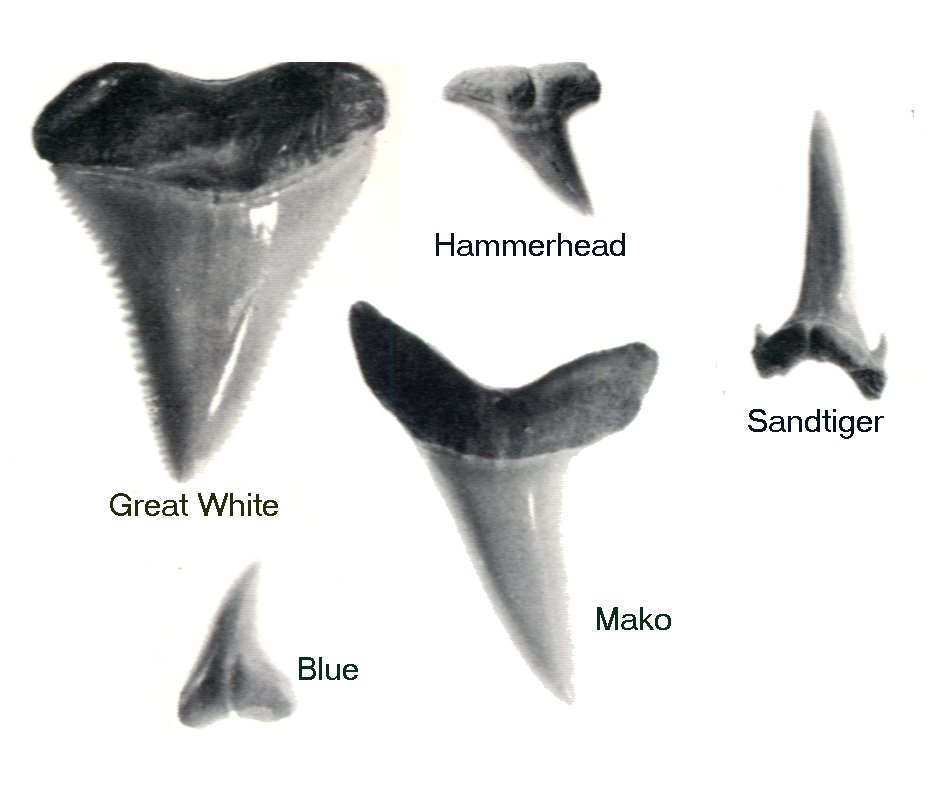 Hammerhead
Sandtiger
Great White
Mako
Blue